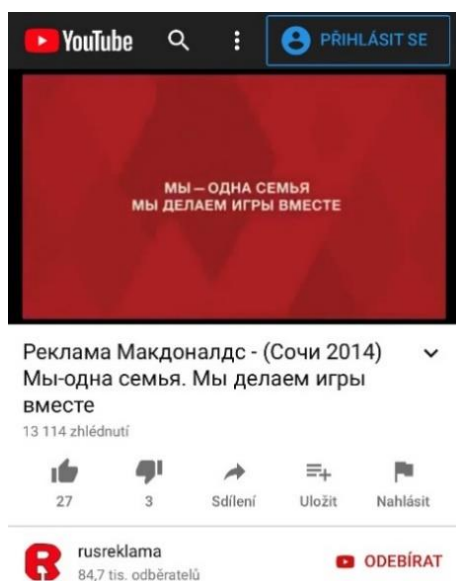 YouTube PŘIHLÁSIT SE
МЫ – ОДНА СЕМЬЯ
МЫ ДЕЛАЕМ ИГРЫ ВМЕСТЕ
Реклама Макдоналдс - (Сочи 2014)
Мы-одна семья. Мы делаем игры
вместе
13 114 zhlédnutí
27 3 Sdílení Uložit Nahlásit
rusreklama
84,7 tis. odběratelů
ODEBÍRAT